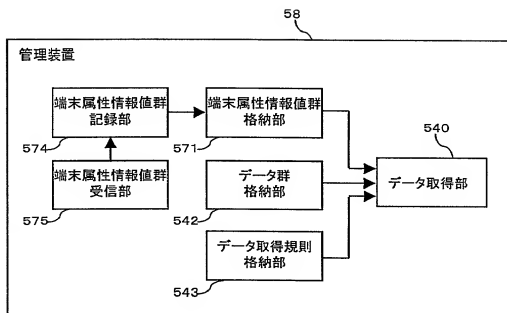 58
管理装置
端末属性情報値群
記録部
574
端末属性情報値群
格納部
571
540
データ取得部
端末属性情報値群
受信部
575
データ群
格納部
542
データ取得規則
格納部
543